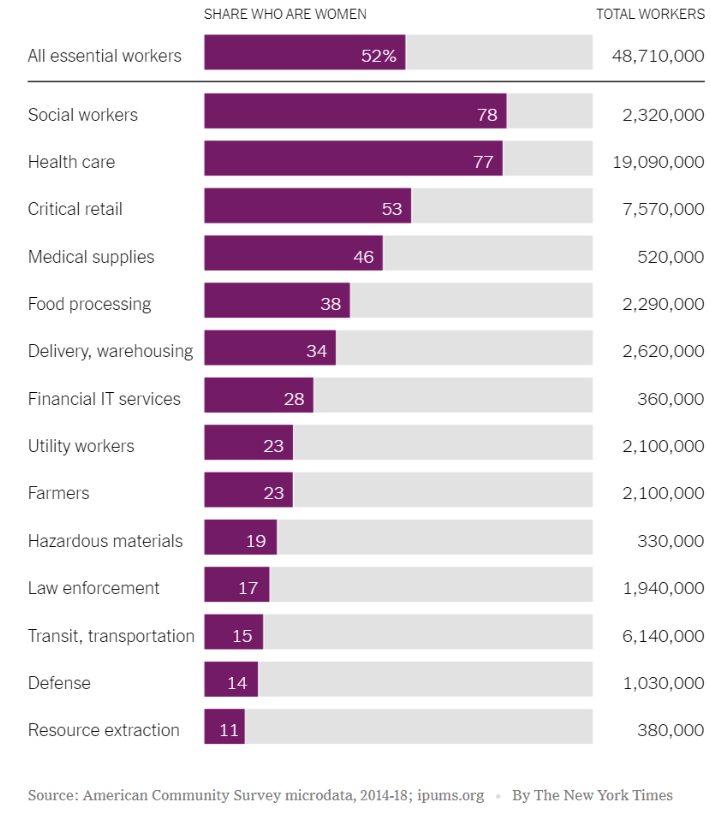 SHARE WHO ARE WOMEN TOTAL WORKERS
All essential workers 52% 48,710,000
Social workers 78 2,320,000
Health care 77 19,090,000
Critical retail 53 7,570,000
Medical supplies 46 520,000
Food processing 38 2,290,000
Delivery, warehousing 34 2,620,000
Financial IT services 28 360,000
Utility workers 23 2,100,000
Farmers 23 2,100,000
Hazardous materials 19 330,000
Law enforcement 17 1,940,000
Transit, transportation 15 6,140,000
Defense 14 1,030,000
Resource extraction 11 380,000
Source: American Community Survey microdata, 2014-18; ipums.org • By The New York Times